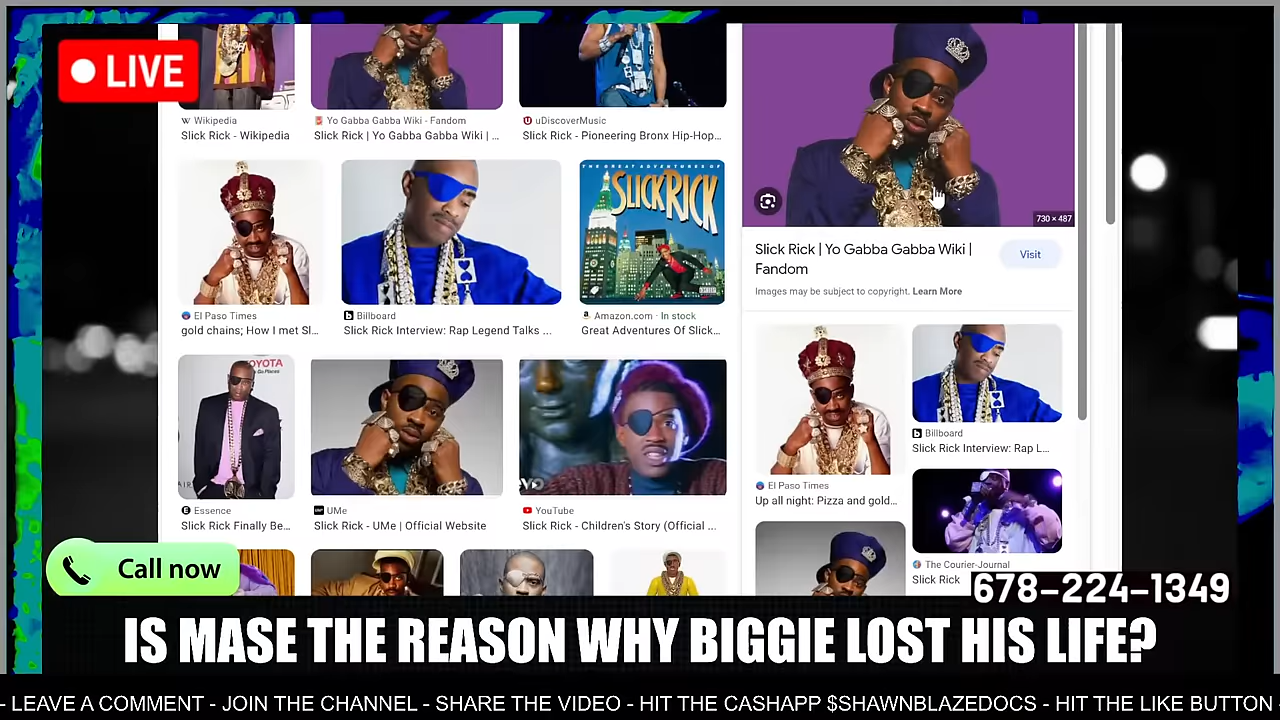 LIVE
Wikipedia
Slick Rick - Wikipedia
Yo Gabba Gabba Wiki - Fandom
Slick Rick | Yo Gabba Gabba Wiki | ...
uDiscoverMusic
Slick Rick - Pioneering Bronx Hip-Hop...
730 × 487
Slick Rick | Yo Gabba Gabba Wiki |
Fandom
Visit
Images may be subject to copyright. Learn More
THE GREAT ADVENTURES OF
SLICK RICK
El Paso Times
gold chains; How I met Sl...
Billboard
Slick Rick Interview: Rap Legend Talks ...
Amazon.com · In stock
Great Adventures Of Slick...
TOYOTA
Essence
Slick Rick Finally Be...
UMe
Slick Rick - UMe | Official Website
YouTube
Slick Rick - Children's Story (Official ...
El Paso Times
Up all night: Pizza and gold...
Billboard
Slick Rick Interview: Rap L...
The Courier-Journal
Slick Rick
Call now
678-224-1349
IS MASE THE REASON WHY BIGGIE LOST HIS LIFE?
- LEAVE A COMMENT - JOIN THE CHANNEL - SHARE THE VIDEO - HIT THE CASHAPP $SHAWNBLAZEDOCS - HIT THE LIKE BUTTON